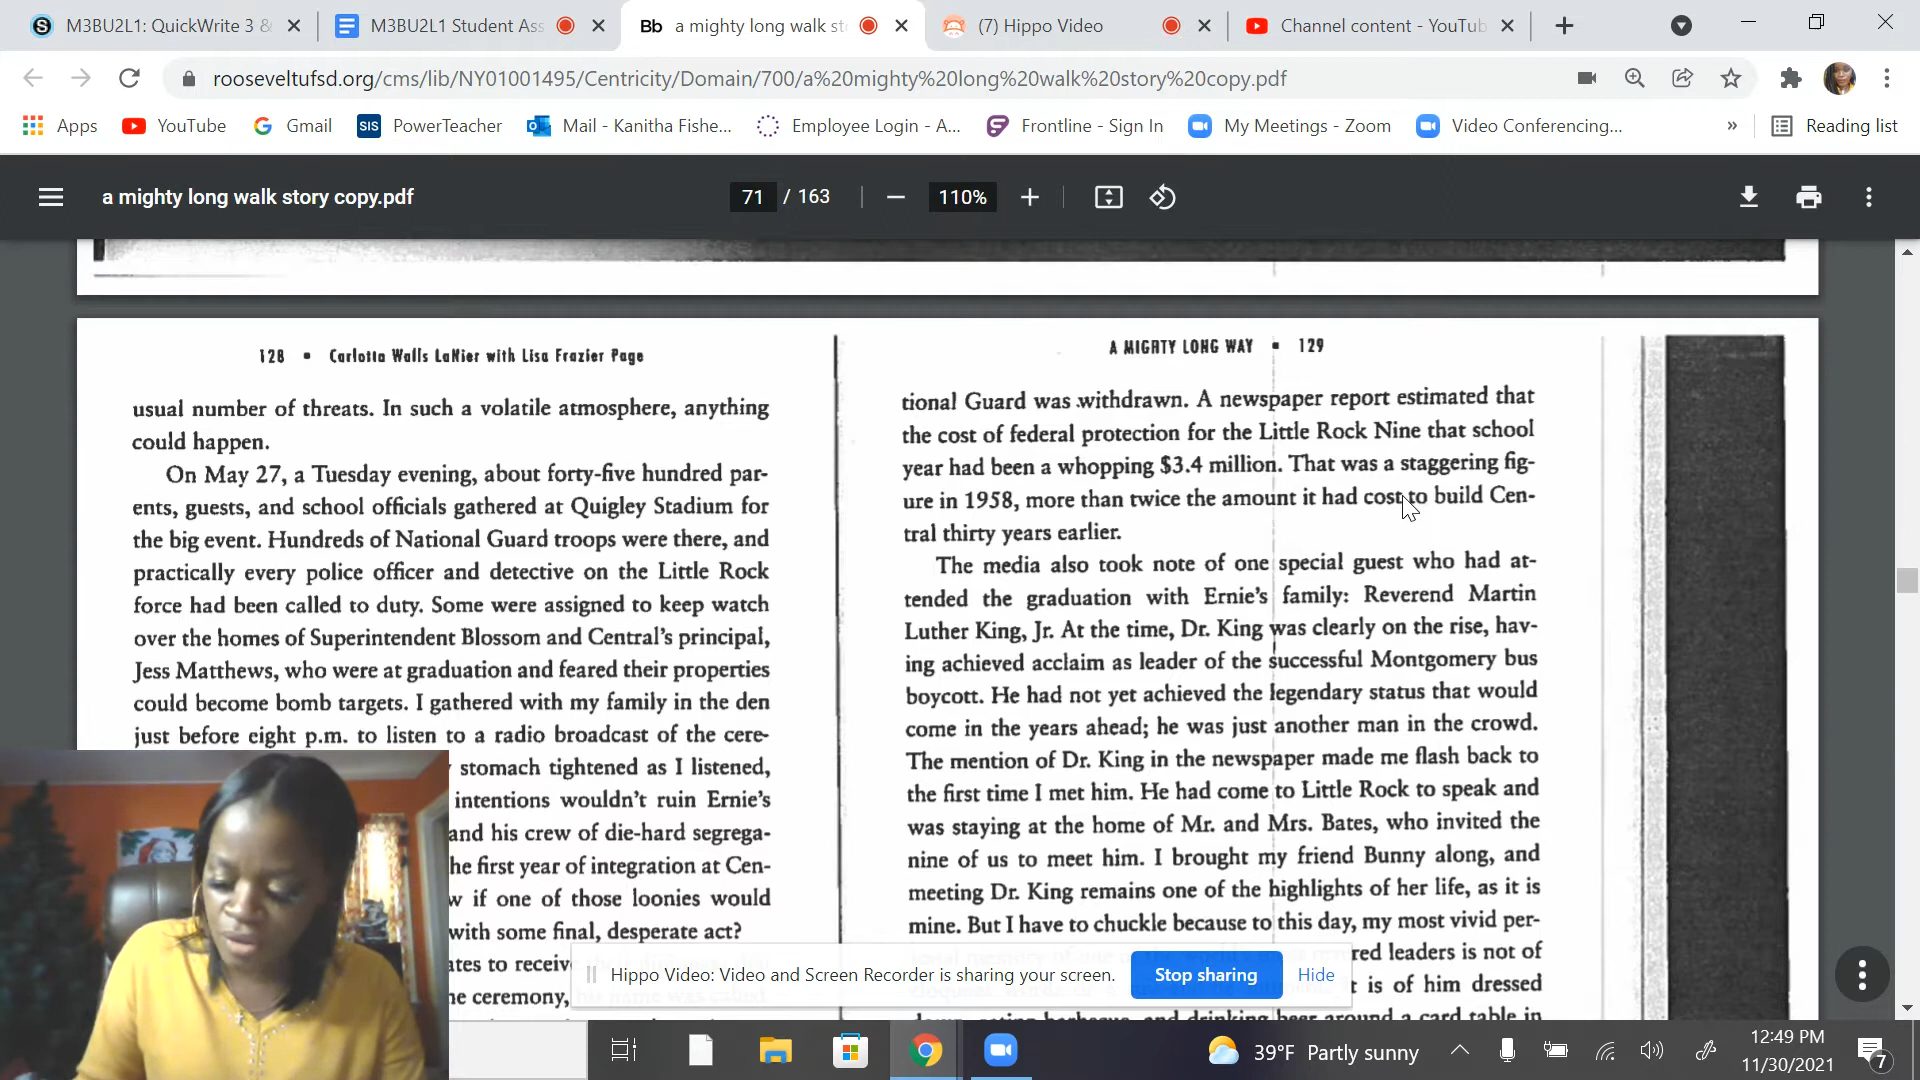 M3BU2L1: QuickWrite 3 &
M3BU2L1 Student Ass
Bb a mighty long walk st
(7) Hippo Video
Channel content - YouTub
rooseveltufsd.org/cms/lib/NY01001495/Centricity/Domain/700/a%20mighty%20long%20walk%20story%20copy.pdf
Apps YouTube Gmail SIS PowerTeacher Mail - Kanitha Fishe... Employee Login - A... Frontline - Sign In My Meetings - Zoom Video Conferencing... » Reading list
a mighty long walk story copy.pdf
71 / 163
110%
128 • Carlotta Walls LaNier with Lisa Frazier Page
usual number of threats. In such a volatile atmosphere, anything
could happen.
On May 27, a Tuesday evening, about forty-five hundred par-
ents, guests, and school officials gathered at Quigley Stadium for
the big event. Hundreds of National Guard troops were there, and
practically every police officer and detective on the Little Rock
force had been called to duty. Some were assigned to keep watch
over the homes of Superintendent Blossom and Central's principal,
Jess Matthews, who were at graduation and feared their properties
could become bomb targets. I gathered with my family in the den
just before eight p.m. to listen to a radio broadcast of the cere-
stomach tightened as I listened,
intentions wouldn't ruin Ernie's
and his crew of die-hard segrega-
he first year of integration at Cen-
w if one of those loonies would
with some final, desperate act?
ates to receive
ne ceremony, his name was called
A MIGHTY LONG WAY • 129
tional Guard was withdrawn. A newspaper report estimated that
the cost of federal protection for the Little Rock Nine that school
year had been a whopping $3.4 million. That was a staggering fig-
ure in 1958, more than twice the amount it had cost to build Cen-
tral thirty years earlier.
The media also took note of one special guest who had at-
tended the graduation with Ernie's family: Reverend Martin
Luther King, Jr. At the time, Dr. King was clearly on the rise, hav-
ing achieved acclaim as leader of the successful Montgomery bus
boycott. He had not yet achieved the legendary status that would
come in the years ahead; he was just another man in the crowd.
The mention of Dr. King in the newspaper made me flash back to
the first time I met him. He had come to Little Rock to speak and
was staying at the home of Mr. and Mrs. Bates, who invited the
nine of us to meet him. I brought my friend Bunny along, and
meeting Dr. King remains one of the highlights of her life, as it is
mine. But I have to chuckle because to this day, my most vivid per-
red leaders is not of
t is of him dressed
down, eating barbecue, and drinking beer around a card table in
Hippo Video: Video and Screen Recorder is sharing your screen. Stop sharing Hide
39°F Partly sunny
12:49 PM
11/30/2021
7